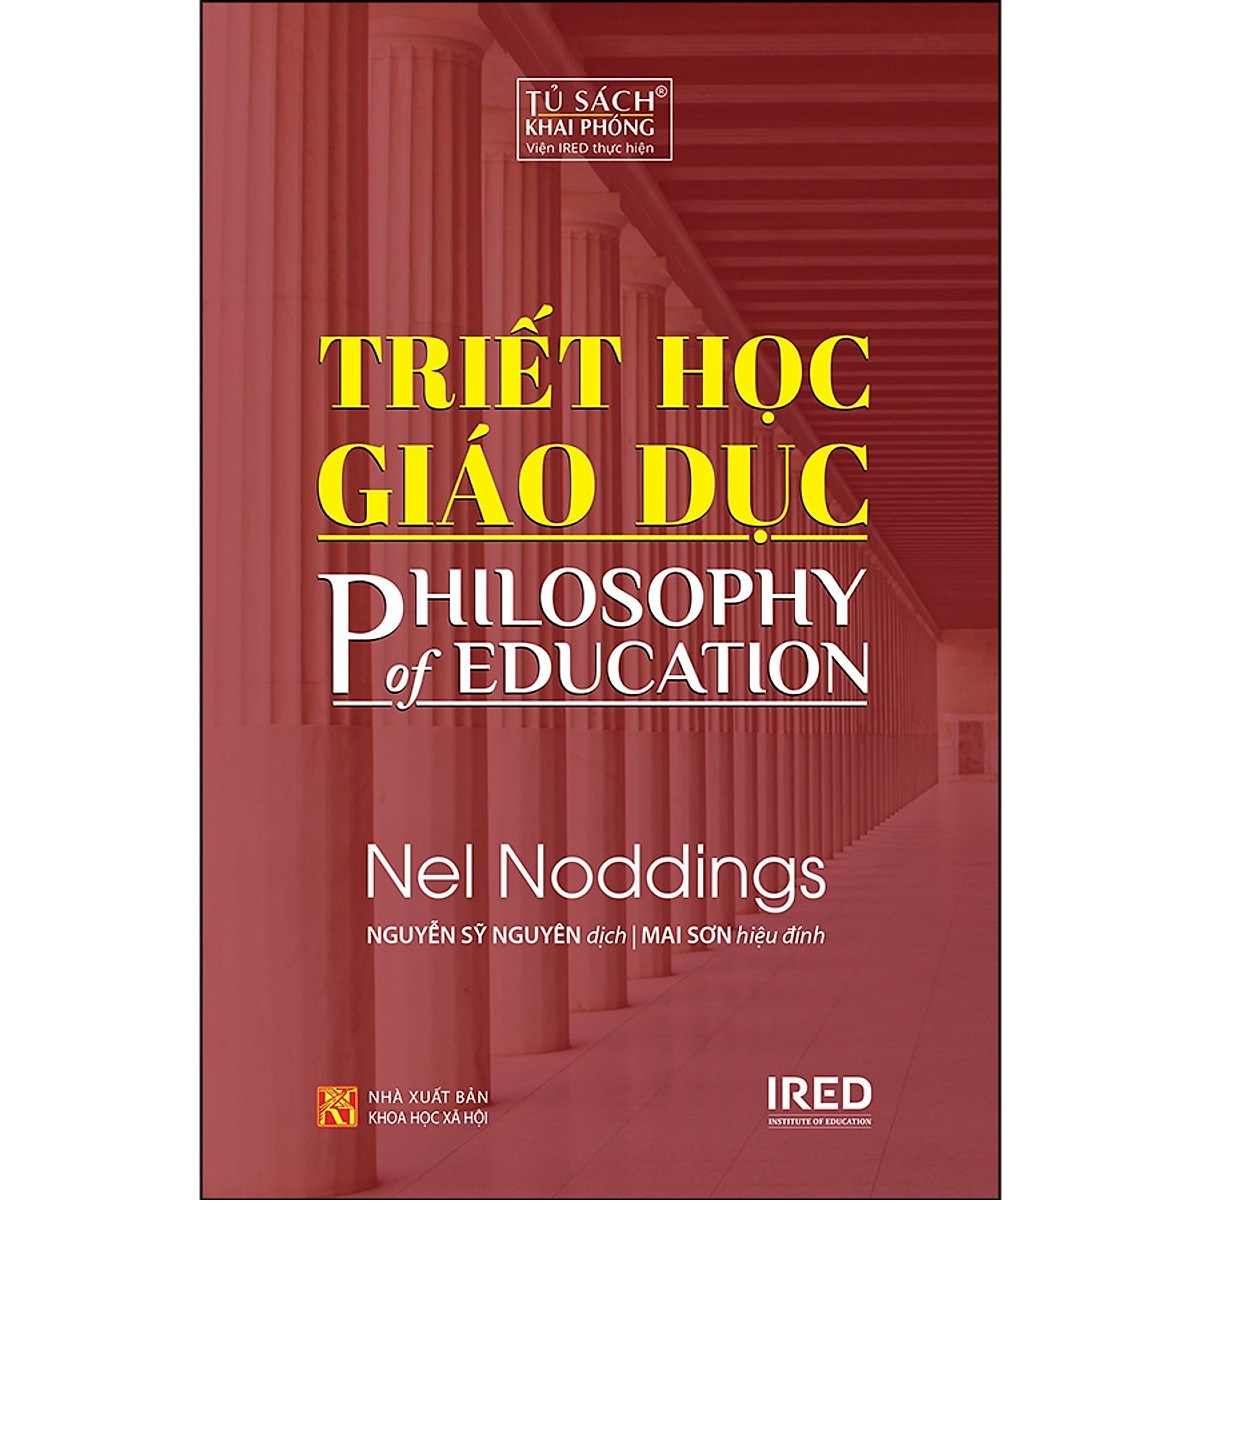 TỦ SÁCH®
KHAI PHÓNG
Viện IRED thực hiện
TRIẾT HỌC
GIÁO DỤC
PHILOSOPHY
of EDUCATION
Nel Noddings
NGUYỄN SỸ NGUYÊN dịch | MAI SƠN hiệu đính
NHÀ XUẤT BẢN
KHOA HỌC XÃ HỘI
IRED
INSTITUTE OF EDUCATION